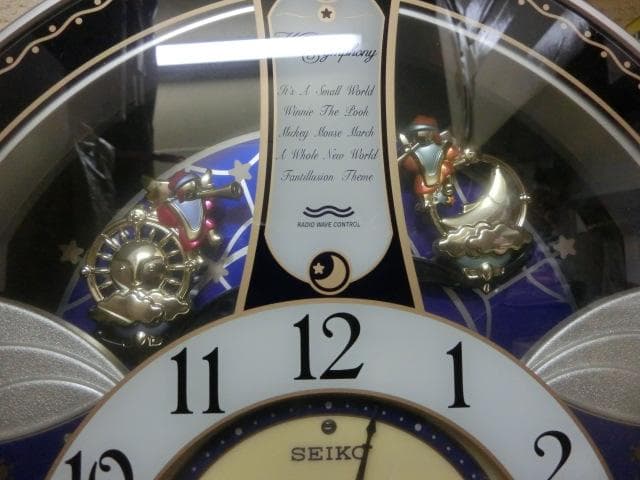 Symphony
It's A Small World
Winnie The Pooh
Mickey Mouse March
A Whole New World
Fantillusion Theme
RADIO WAVE CONTROL
12
11
1
10
2
SEIKO